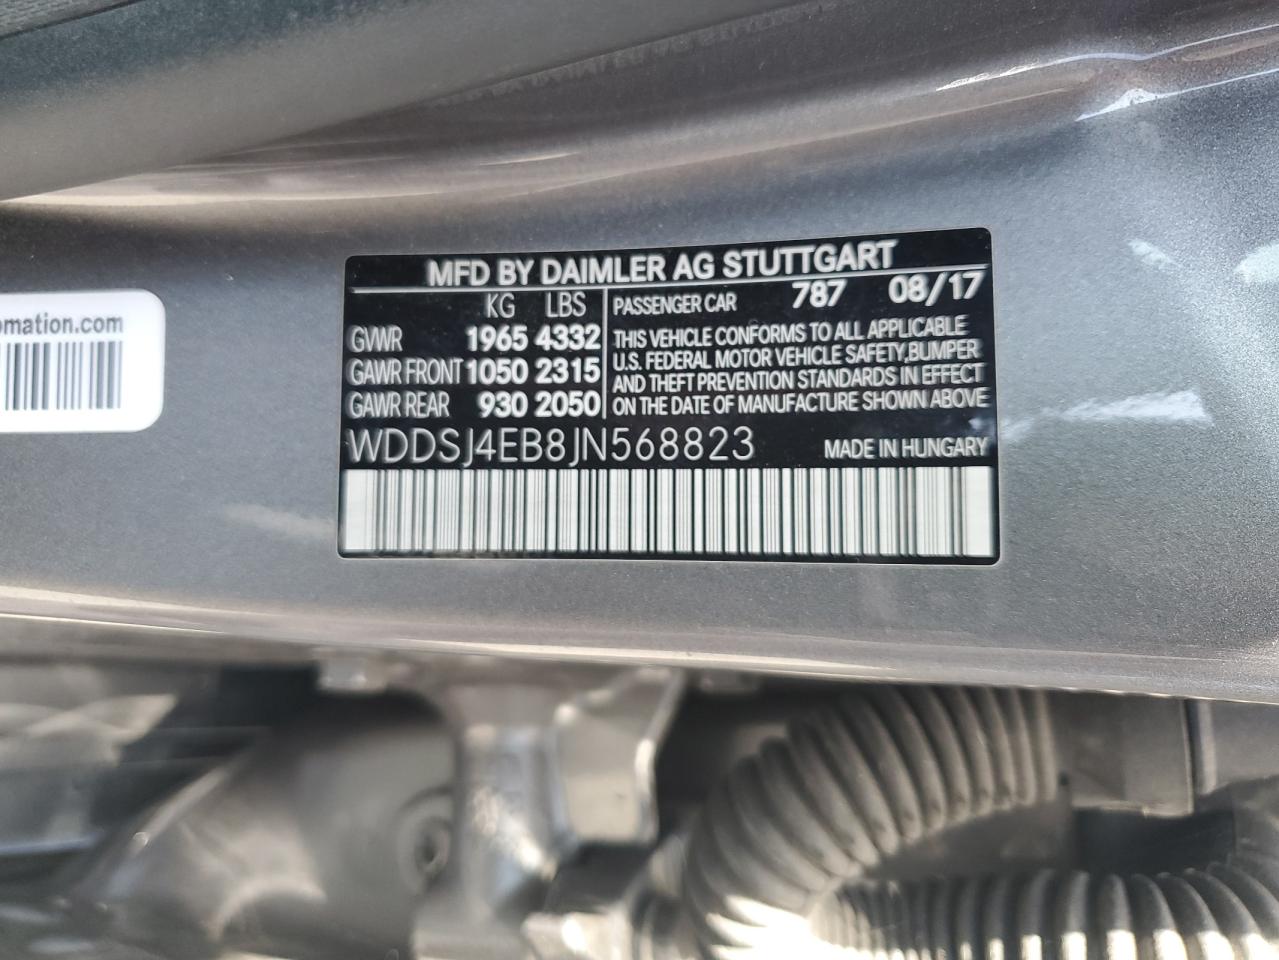 omation.com
MFD BY DAIMLER AG STUTTGART
KG LBS
GVWR 1965 4332
GAWR FRONT 1050 2315
GAWR REAR 930 2050
PASSENGER CAR 787 08/17
THIS VEHICLE CONFORMS TO ALL APPLICABLE
U.S. FEDERAL MOTOR VEHICLE SAFETY,BUMPER
AND THEFT PREVENTION STANDARDS IN EFFECT
ON THE DATE OF MANUFACTURE SHOWN ABOVE
WDDSJ4EB8JN568823 MADE IN HUNGARY